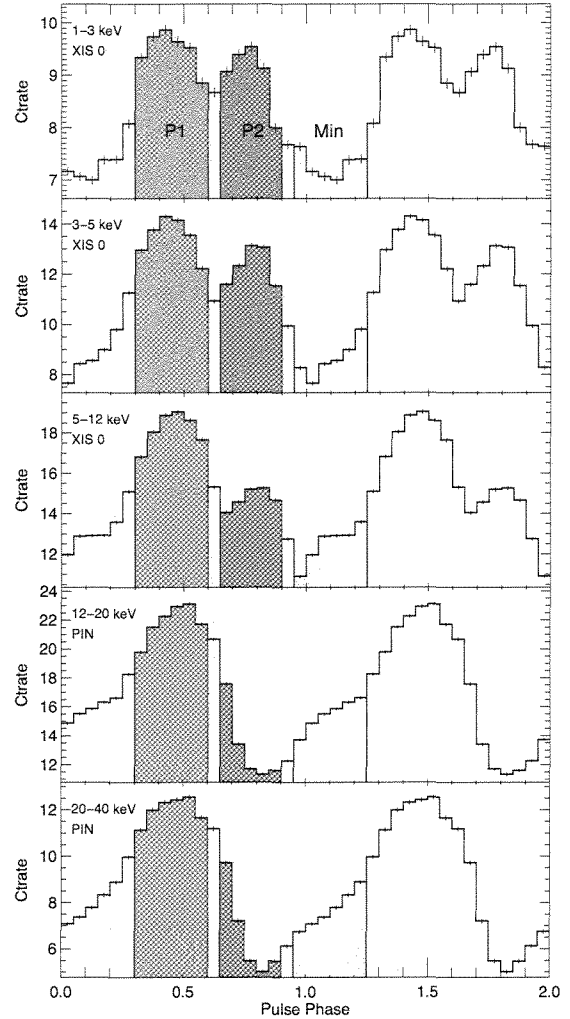 1–3 keV
XIS 0
Ctrate
10
9
8
7
P1
P2
Min
3–5 keV
XIS 0
Ctrate
14
12
10
8
5–12 keV
XIS 0
Ctrate
18
16
14
12
12–20 keV
PIN
Ctrate
24
22
20
18
16
14
12
20–40 keV
PIN
Ctrate
12
10
8
6
0.0
0.5
1.0
1.5
2.0
Pulse Phase